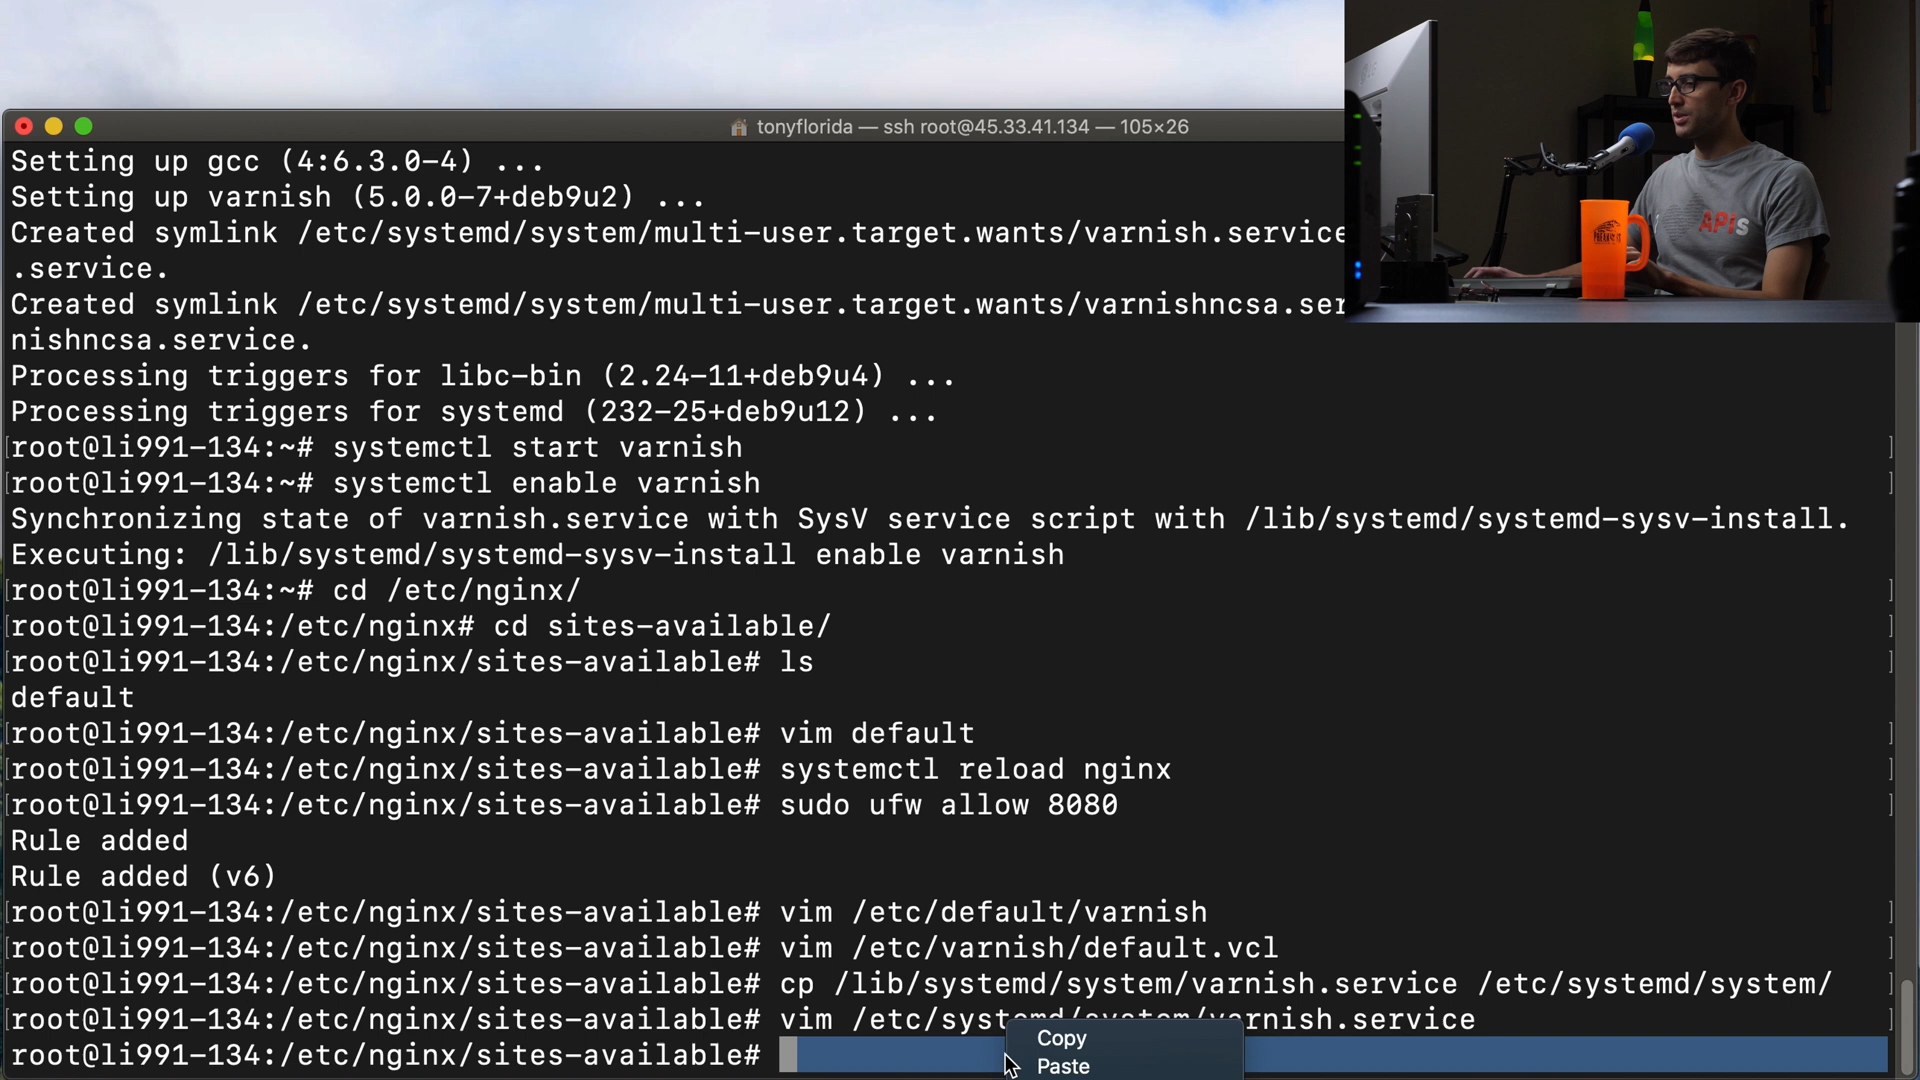 tonyflorida — ssh root@45.33.41.134 — 105×26
APIs
Setting up gcc (4:6.3.0-4) ...
Setting up varnish (5.0.0-7+deb9u2) ...
Created symlink /etc/systemd/system/multi-user.target.wants/varnish.service
.service.
Created symlink /etc/systemd/system/multi-user.target.wants/varnishncsa.ser
nishncsa.service.
Processing triggers for libc-bin (2.24-11+deb9u4) ...
Processing triggers for systemd (232-25+deb9u12) ...
[root@li991-134:~# systemctl start varnish ]
[root@li991-134:~# systemctl enable varnish ]
Synchronizing state of varnish.service with SysV service script with /lib/systemd/systemd-sysv-install.
Executing: /lib/systemd/systemd-sysv-install enable varnish
[root@li991-134:~# cd /etc/nginx/ ]
[root@li991-134:/etc/nginx# cd sites-available/ ]
[root@li991-134:/etc/nginx/sites-available# ls ]
default
[root@li991-134:/etc/nginx/sites-available# vim default ]
[root@li991-134:/etc/nginx/sites-available# systemctl reload nginx ]
[root@li991-134:/etc/nginx/sites-available# sudo ufw allow 8080 ]
Rule added
Rule added (v6)
[root@li991-134:/etc/nginx/sites-available# vim /etc/default/varnish ]
[root@li991-134:/etc/nginx/sites-available# vim /etc/varnish/default.vcl ]
[root@li991-134:/etc/nginx/sites-available# cp /lib/systemd/system/varnish.service /etc/systemd/system/ ]
[root@li991-134:/etc/nginx/sites-available# vim /etc/systemd/system/varnish.service ]
root@li991-134:/etc/nginx/sites-available#
Copy
Paste